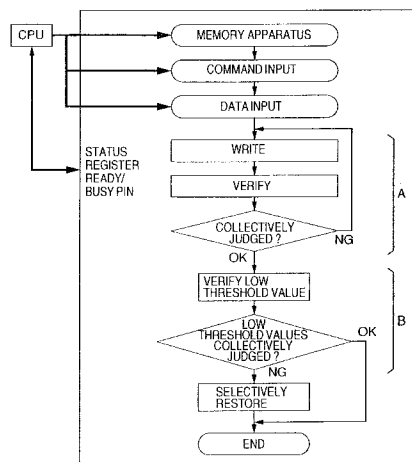 CPU
MEMORY APPARATUS
COMMAND INPUT
DATA INPUT
STATUS
REGISTER
READY/
BUSY PIN
WRITE
VERIFY
A
COLLECTIVELY
JUDGED ?
NG
OK
VERIFY LOW
THRESHOLD VALUE
B
LOW
THRESHOLD VALUES
COLLECTIVELY
JUDGED ?
OK
NG
SELECTIVELY
RESTORE
END